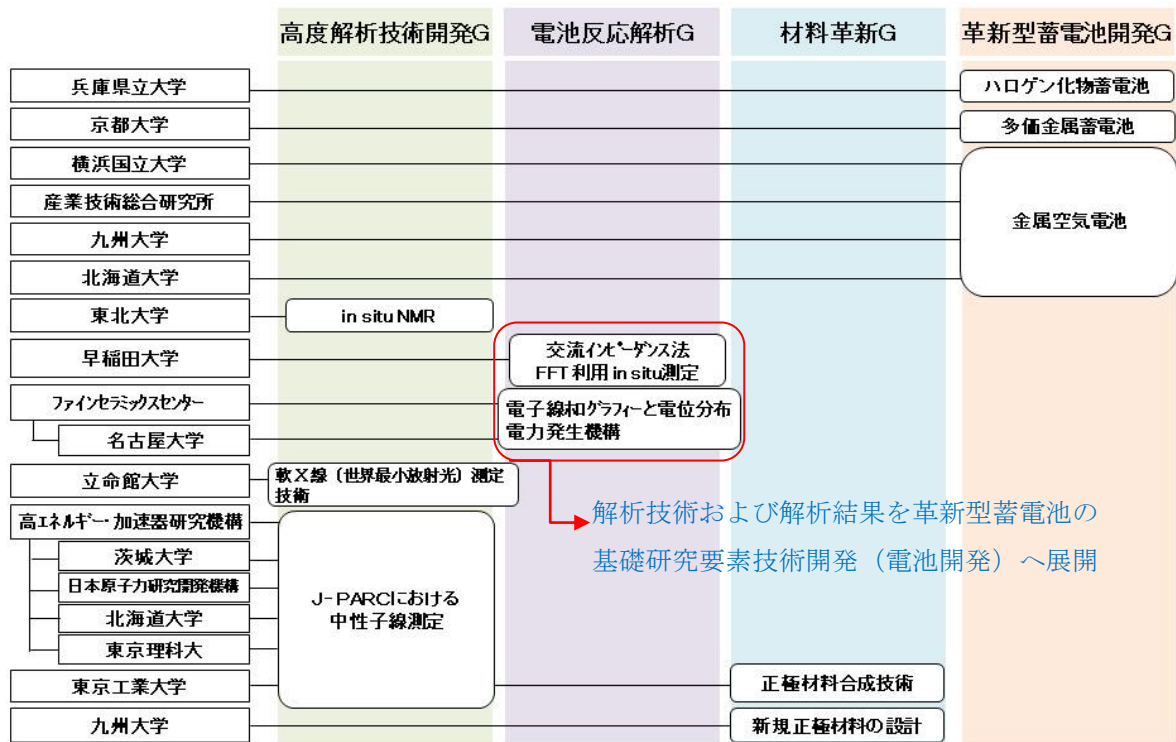 高度解析技術開発G
電池反応解析G
材料革新G
革新型蓄電池開発G
兵庫県立大学
ハロゲン化物蓄電池
京都大学
多価金属蓄電池
横浜国立大学
産業技術総合研究所
金属空気電池
九州大学
北海道大学
東北大学
in situ NMR
早稲田大学
交流インピーダンス法
FFT 利用 in situ測定
ファインセラミックスセンター
電子線ホログラフィーと電位分布
電力発生機構
名古屋大学
立命館大学
軟X線（世界最小放射光）測定
技術
解析技術および解析結果を革新型蓄電池の
基礎研究要素技術開発（電池開発）へ展開
高エネルギー・加速器研究機構
茨城大学
日本原子力研究開発機構
J-PARCにおける
中性子線測定
北海道大学
東京理科大
東京工業大学
正極材料合成技術
九州大学
新規正極材料の設計